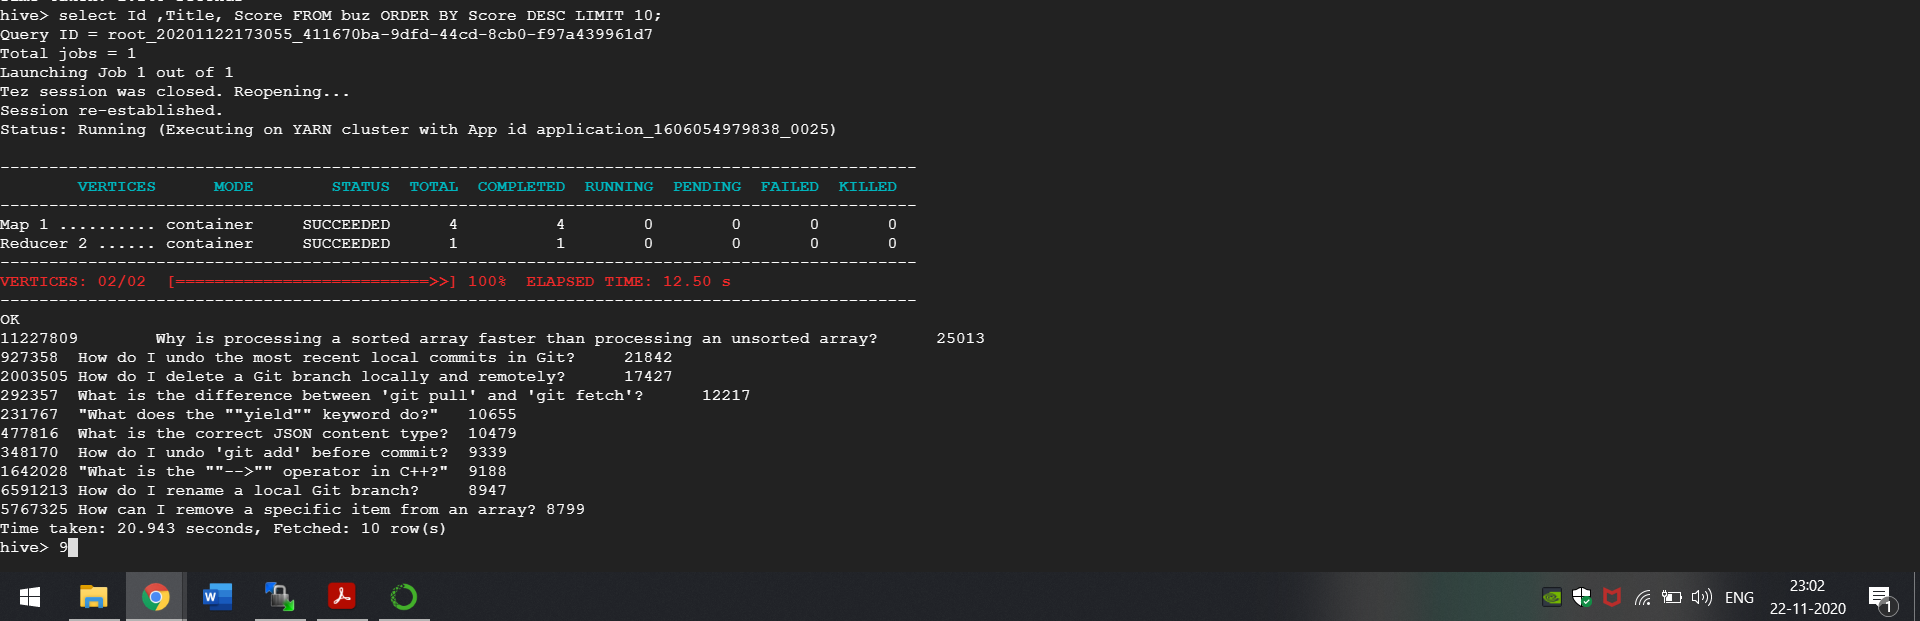 hive> select Id ,Title, Score FROM buz ORDER BY Score DESC LIMIT 10;
Query ID = root_20201122173055_411670ba-9dfd-44cd-8cb0-f97a439961d7
Total jobs = 1
Launching Job 1 out of 1
Tez session was closed. Reopening...
Session re-established.
Status: Running (Executing on YARN cluster with App id application_1606054979838_0025)
----------------------------------------------------------------------------------------------
VERTICES MODE STATUS TOTAL COMPLETED RUNNING PENDING FAILED KILLED
----------------------------------------------------------------------------------------------
Map 1 .......... container SUCCEEDED 4 4 0 0 0 0
Reducer 2 ...... container SUCCEEDED 1 1 0 0 0 0
----------------------------------------------------------------------------------------------
VERTICES: 02/02 [==========================>>] 100% ELAPSED TIME: 12.50 s
----------------------------------------------------------------------------------------------
OK
11227809 Why is processing a sorted array faster than processing an unsorted array? 25013
927358 How do I undo the most recent local commits in Git? 21842
2003505 How do I delete a Git branch locally and remotely? 17427
292357 What is the difference between 'git pull' and 'git fetch'? 12217
231767 "What does the ""yield"" keyword do?" 10655
477816 What is the correct JSON content type? 10479
348170 How do I undo 'git add' before commit? 9339
1642028 "What is the ""-->"" operator in C++?" 9188
6591213 How do I rename a local Git branch? 8947
5767325 How can I remove a specific item from an array? 8799
Time taken: 20.943 seconds, Fetched: 10 row(s)
hive> 9
W
ENG
23:02
22-11-2020
1